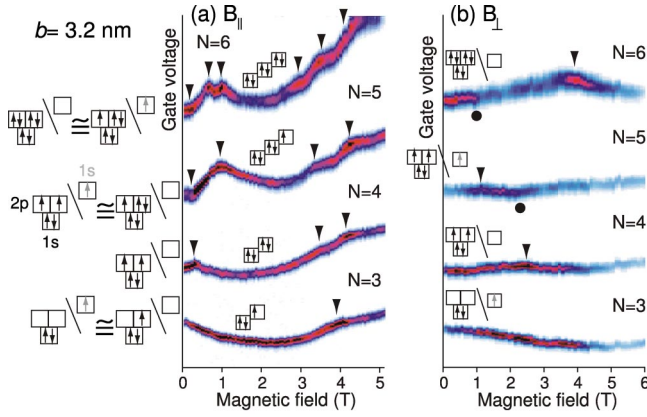 b= 3.2 nm
(a) B∥
(b) B⊥
Gate voltage
Gate voltage
N=6
N=5
N=4
N=3
N=6
N=5
N=4
N=3
≅
1s
2p
≅
1s
≅
0 1 2 3 4 5
Magnetic field (T)
0 1 2 3 4 5 6
Magnetic field (T)